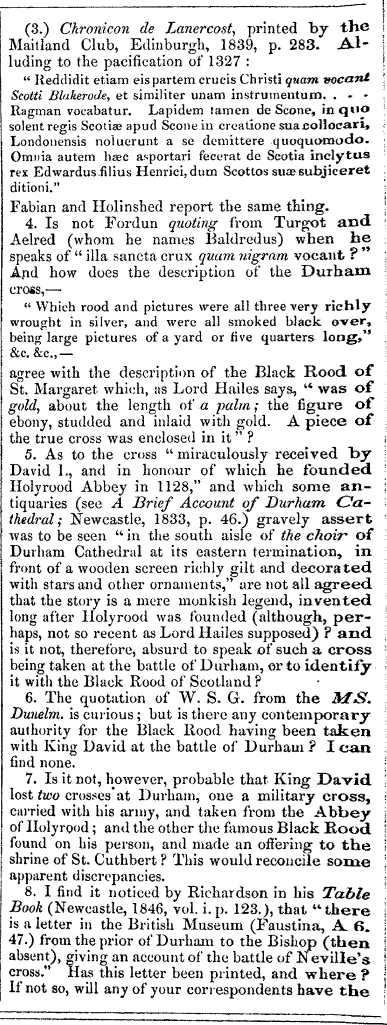 (3.) Chronicon de Lanercost, printed by the
Maitland Club, Edinburgh, 1839, p. 283. Al-
luding to the pacification of 1327:
"Reddidit etiam eis partem crucis Christi quam vocant
Scotti Blakerode, et similiter unam instrumentum. . . .
Ragman vocabatur. Lapidem tamen de Scone, in quo
solent regis Scotiæ apud Scone in creatione sua collocari,
Londonensis noluerunt a se demittere quoquomodo.
Omnia autem hæc asportari fecerat de Scotia inclytus
rex Edwardus filius Henrici, dum Scottos suæ subjiceret
ditioni."
Fabian and Holinshed report the same thing.
4. Is not Fordun quoting from Turgot and
Aelred (whom he names Baldredus) when he
speaks of "illa sancta crux quam nigram vocant?"
And how does the description of the Durham
cross,—
"Which rood and pictures were all three very richly
wrought in silver, and were all smoked black over,
being large pictures of a yard or five quarters long,"
&c. &c.,—
agree with the description of the Black Rood of
St. Margaret which, as Lord Hailes says, "was of
gold, about the length of a palm; the figure of
ebony, studded and inlaid with gold. A piece of
the true cross was enclosed in it"?
5. As to the cross "miraculously received by
David I., and in honour of which he founded
Holyrood Abbey in 1128," and which some an-
tiquaries (see A Brief Account of Durham Ca-
thedral; Newcastle, 1833, p. 46.) gravely assert
was to be seen "in the south aisle of the choir of
Durham Cathedral at its eastern termination, in
front of a wooden screen richly gilt and decorated
with stars and other ornaments," are not all agreed
that the story is a mere monkish legend, invented
long after Holyrood was founded (although, per-
haps, not so recent as Lord Hailes supposed)? and
is it not, therefore, absurd to speak of such a cross
being taken at the battle of Durham, or to identify
it with the Black Rood of Scotland?
6. The quotation of W. S. G. from the MS.
Dunelm. is curious; but is there any contemporary
authority for the Black Rood having been taken
with King David at the battle of Durham? I can
find none.
7. Is it not, however, probable that King David
lost two crosses at Durham, one a military cross,
carried with his army, and taken from the Abbey
of Holyrood; and the other the famous Black Rood
found on his person, and made an offering to the
shrine of St. Cuthbert? This would reconcile some
apparent discrepancies.
8. I find it noticed by Richardson in his Table
Book (Newcastle, 1846, vol. i. p. 123.), that "there
is a letter in the British Museum (Faustina, A 6.
47.) from the prior of Durham to the Bishop (then
absent), giving an account of the battle of Neville's
cross." Has this letter been printed, and where?
If not so, will any of your correspondents have the